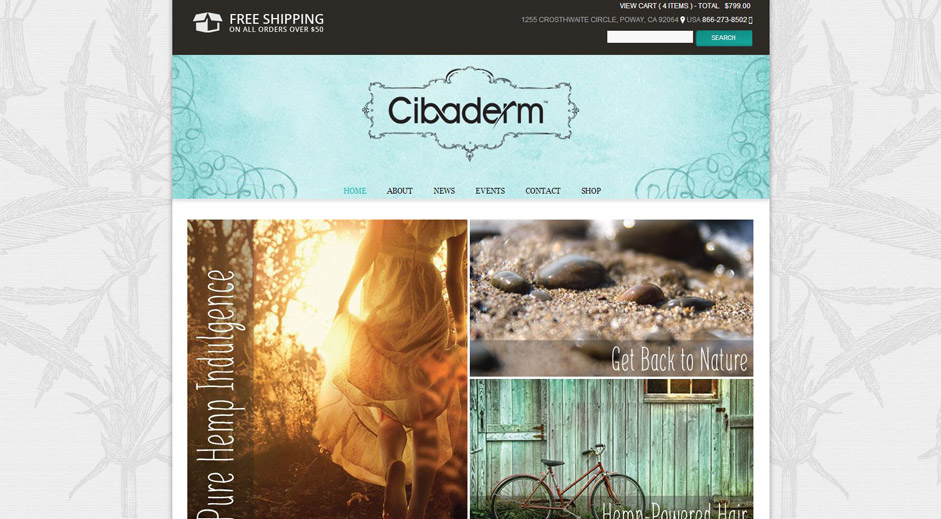 FREE SHIPPING
ON ALL ORDERS OVER $50
VIEW CART ( 4 ITEMS ) - TOTAL $799.00
1255 CROSTHWAITE CIRCLE, POWAY, CA 92064 USA 866-273-8502
SEARCH
Cibaderm™
HOME ABOUT NEWS EVENTS CONTACT SHOP
Pure Hemp Indulgence
Get Back to Nature
Hemp-Powered Hair